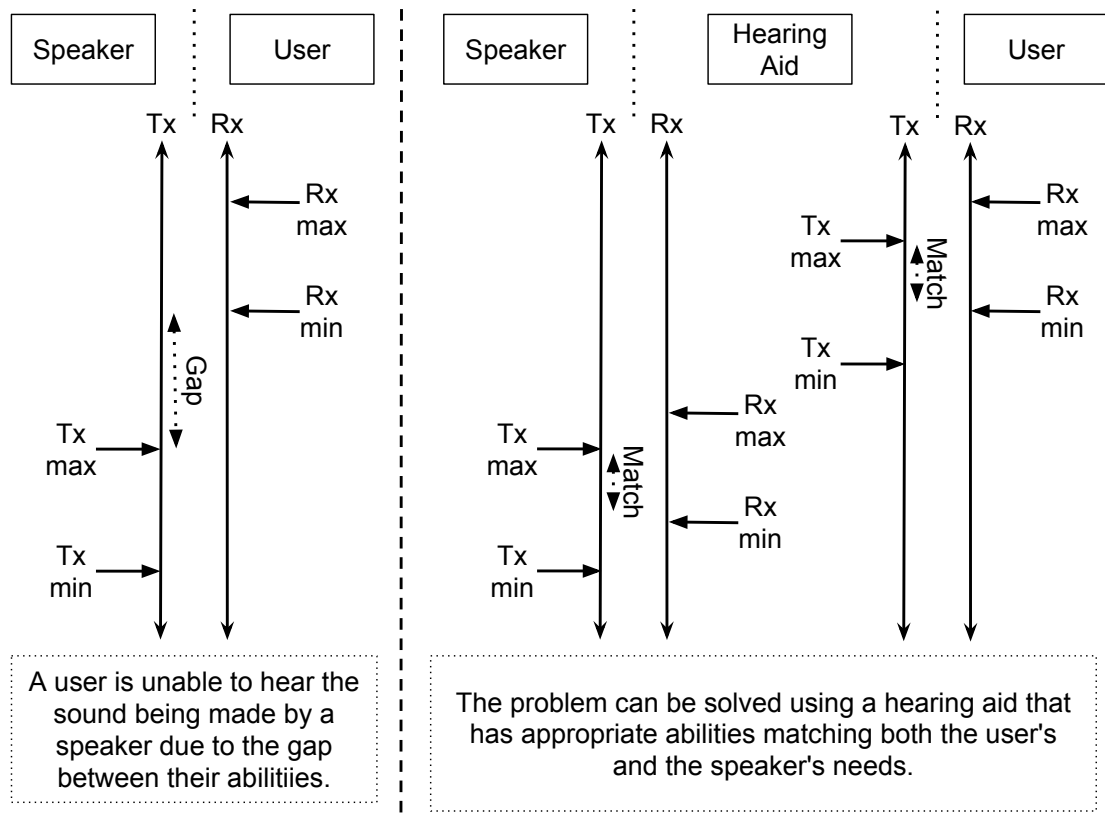 Speaker
User
Tx
Rx
Rx
max
Rx
min
Gap
Tx
max
Tx
min
A user is unable to hear the
sound being made by a
speaker due to the gap
between their abilitiies.
Speaker
Hearing
Aid
User
Tx
Rx
Tx
Rx
Tx
max
Match
Rx
max
Rx
min
Tx
min
Tx
max
Match
Rx
max
Rx
min
Tx
min
The problem can be solved using a hearing aid that
has appropriate abilities matching both the user's
and the speaker's needs.